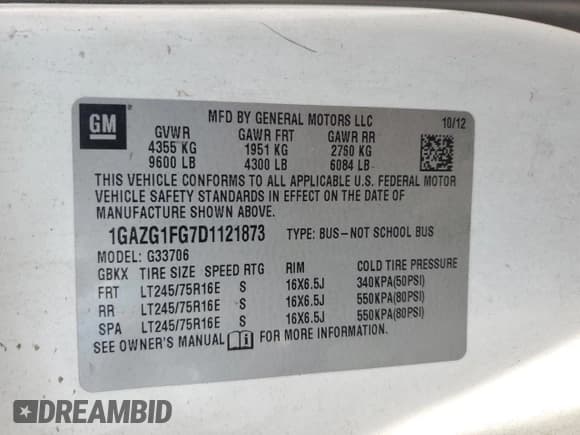 GM
MFD BY GENERAL MOTORS LLC
10/12
GVWR GAWR FRT GAWR RR
4355 KG 1951 KG 2760 KG
9600 LB 4300 LB 6084 LB
THIS VEHICLE CONFORMS TO ALL APPLICABLE U.S. FEDERAL MOTOR
VEHICLE SAFETY STANDARDS IN EFFECT ON THE DATE OF
MANUFACTURE SHOWN ABOVE.
1GAZG1FG7D1121873 TYPE: BUS–NOT SCHOOL BUS
MODEL: G33706
GBKX TIRE SIZE SPEED RTG RIM COLD TIRE PRESSURE
FRT LT245/75R16E S 16X6.5J 340KPA(50PSI)
RR LT245/75R16E S 16X6.5J 550KPA(80PSI)
SPA LT245/75R16E S 16X6.5J 550KPA(80PSI)
SEE OWNER'S MANUAL FOR MORE INFORMATION.
DREAMBID